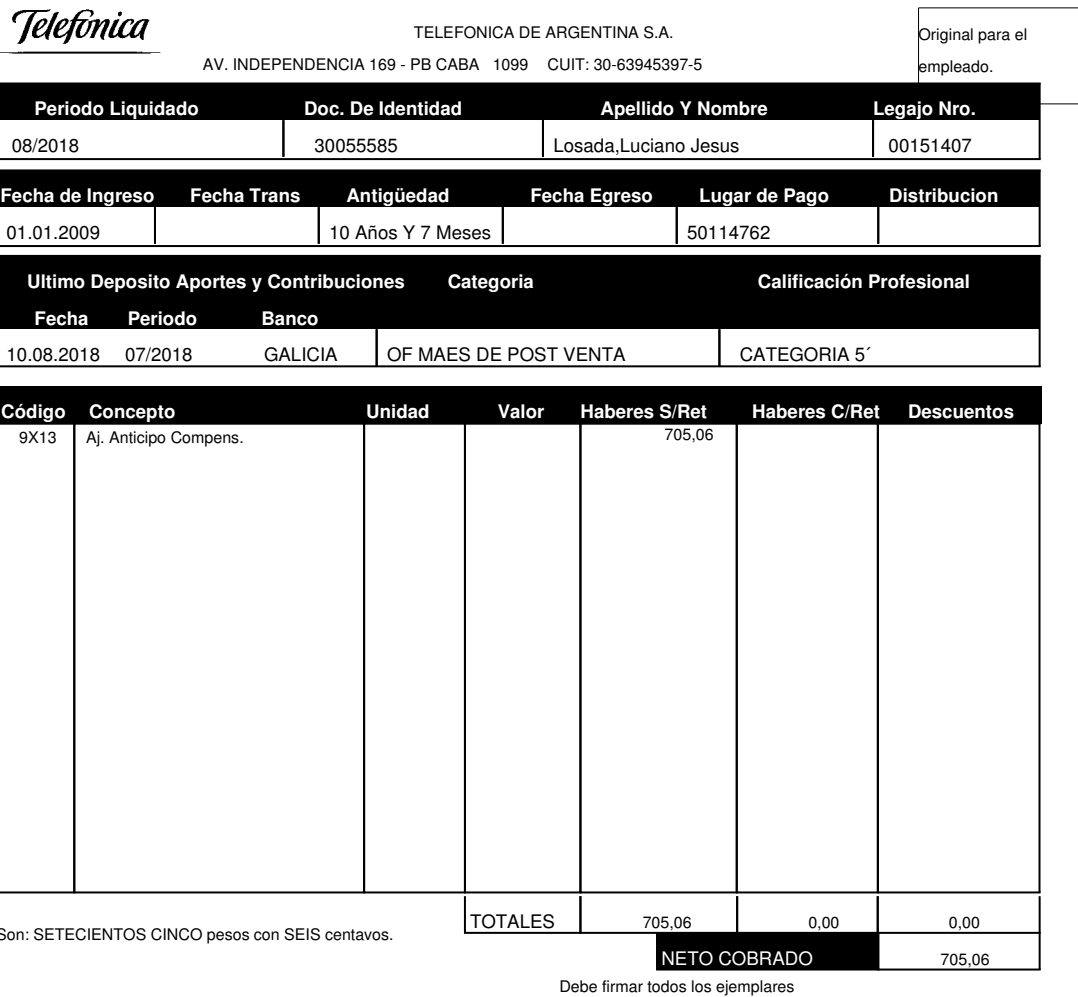 Telefónica
TELEFONICA DE ARGENTINA S.A.
AV. INDEPENDENCIA 169 - PB CABA 1099 CUIT: 30-63945397-5
Original para el
empleado.
Periodo Liquidado Doc. De Identidad Apellido Y Nombre Legajo Nro.
08/2018 30055585 Losada,Luciano Jesus 00151407
Fecha de Ingreso Fecha Trans Antigüedad Fecha Egreso Lugar de Pago Distribucion
01.01.2009 10 Años Y 7 Meses 50114762
Ultimo Deposito Aportes y Contribuciones Categoria Calificación Profesional
Fecha Periodo Banco
10.08.2018 07/2018 GALICIA OF MAES DE POST VENTA CATEGORIA 5´
Código Concepto Unidad Valor Haberes S/Ret Haberes C/Ret Descuentos
9X13 Aj. Anticipo Compens. 705,06
TOTALES 705,06 0,00 0,00
Son: SETECIENTOS CINCO pesos con SEIS centavos.
NETO COBRADO 705,06
Debe firmar todos los ejemplares